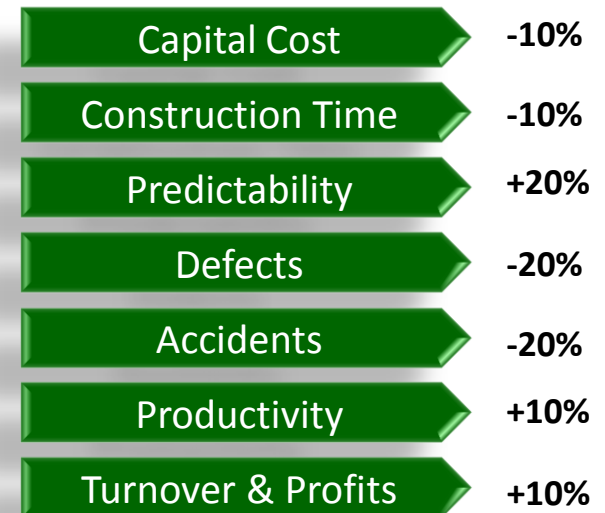 Capital Cost -10%
Construction Time -10%
Predictability +20%
Defects -20%
Accidents -20%
Productivity +10%
Turnover & Profits +10%